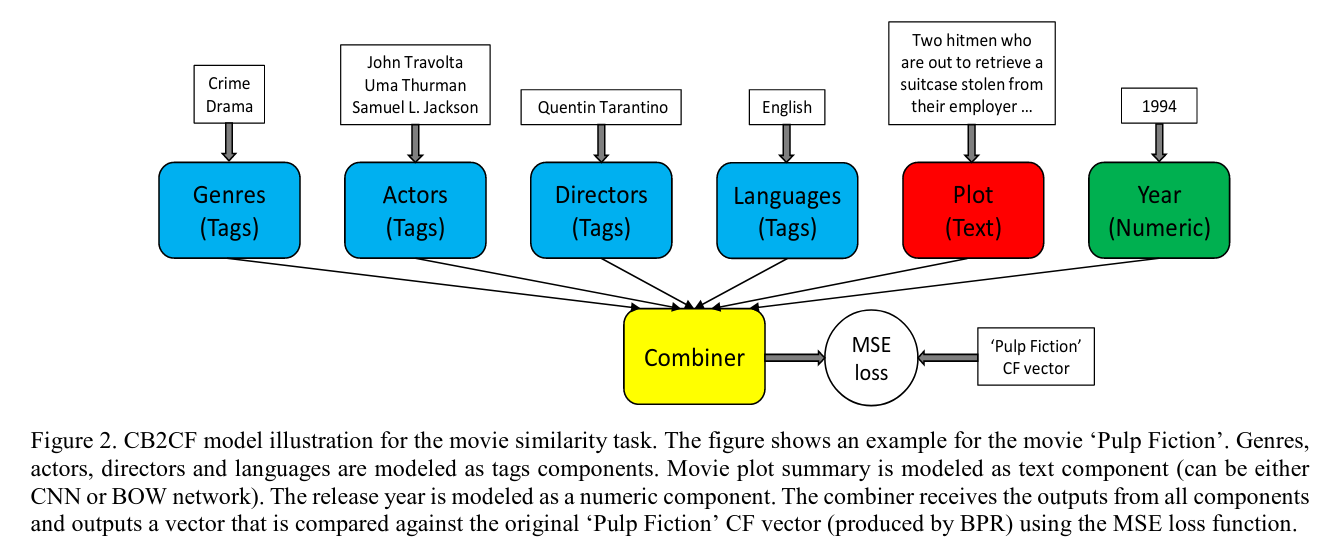 Crime
Drama
John Travolta
Uma Thurman
Samuel L. Jackson
Quentin Tarantino
English
Two hitmen who
are out to retrieve a
suitcase stolen from
their employer ...
1994
Genres
(Tags)
Actors
(Tags)
Directors
(Tags)
Languages
(Tags)
Plot
(Text)
Year
(Numeric)
Combiner
MSE
loss
‘Pulp Fiction’
CF vector
Figure 2. CB2CF model illustration for the movie similarity task. The figure shows an example for the movie ‘Pulp Fiction’. Genres,
actors, directors and languages are modeled as tags components. Movie plot summary is modeled as text component (can be either
CNN or BOW network). The release year is modeled as a numeric component. The combiner receives the outputs from all components
and outputs a vector that is compared against the original ‘Pulp Fiction’ CF vector (produced by BPR) using the MSE loss function.